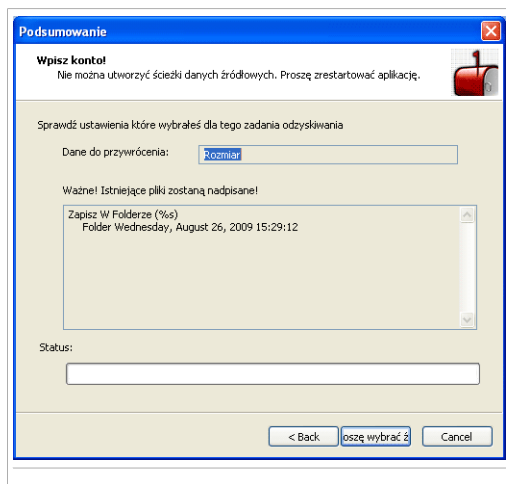 Podsumowanie
Wpisz konto!
Nie można utworzyć ścieżki danych źródłowych. Proszę zrestartować aplikację.
Sprawdź ustawienia które wybrałeś dla tego zadania odzyskiwania
Dane do przywrócenia: Rozmiar
Ważne! Istniejące pliki zostaną nadpisane!
Zapisz W Folderze (%s)
Folder Wednesday, August 26, 2009 15:29:12
Status:
< Back oszę wybrać ź Cancel